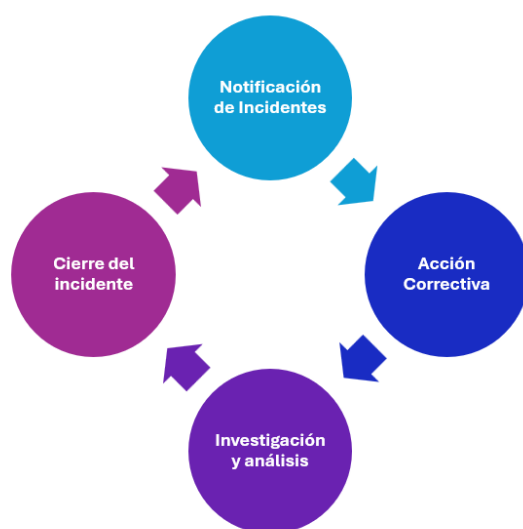 Notificación
de Incidentes
Acción
Correctiva
Investigación
y análisis
Cierre del
incidente